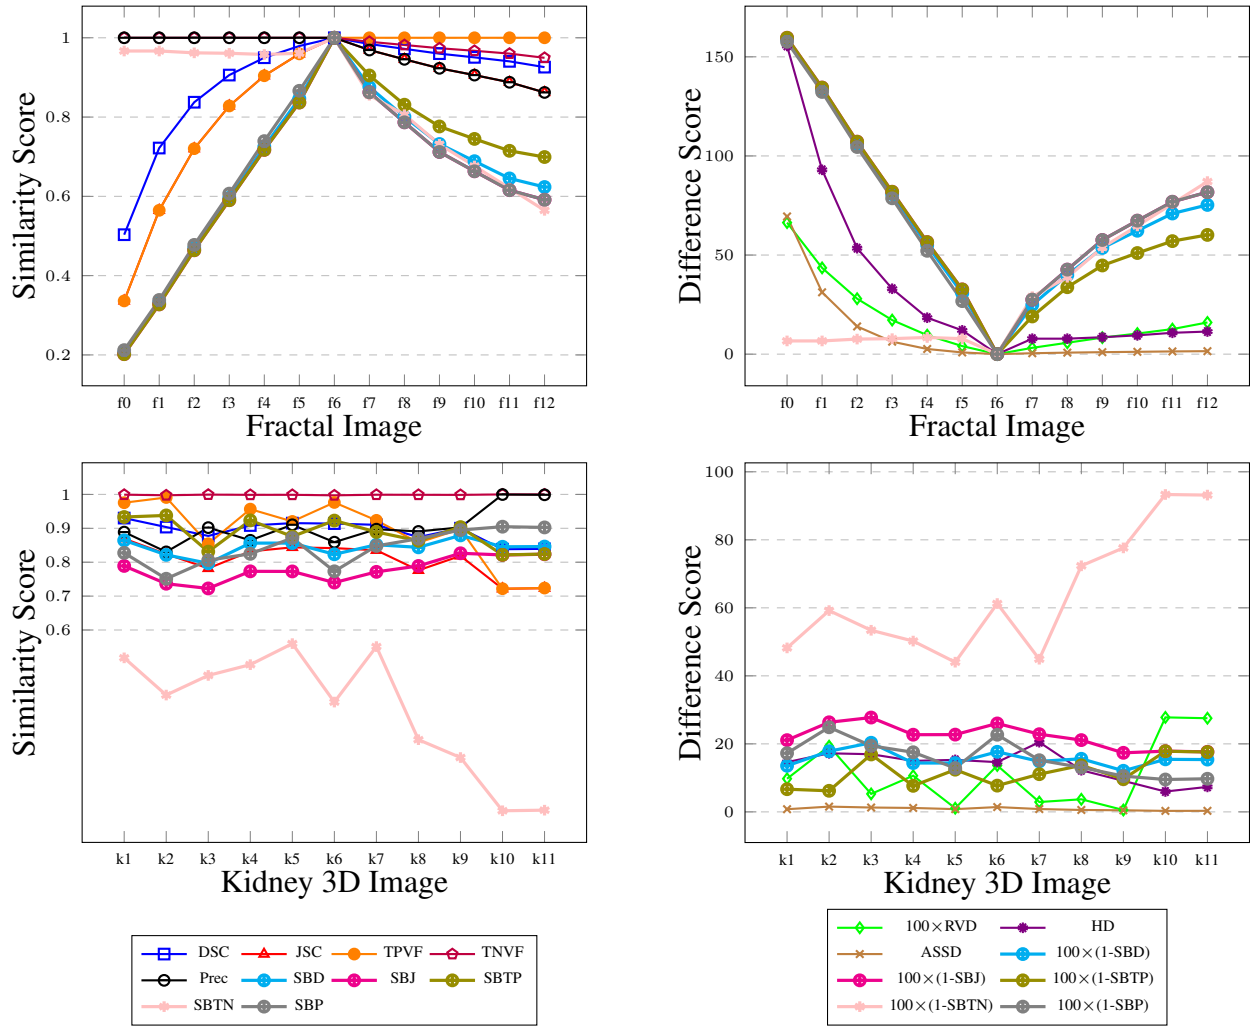 1
0.8
0.6
0.4
0.2
Similarity Score
f0 f1 f2 f3 f4 f5 f6 f7 f8 f9 f10 f11 f12
Fractal Image
150
100
50
0
Difference Score
f0 f1 f2 f3 f4 f5 f6 f7 f8 f9 f10 f11 f12
Fractal Image
1
0.9
0.8
0.7
0.6
Similarity Score
k1 k2 k3 k4 k5 k6 k7 k8 k9 k10 k11
Kidney 3D Image
100
80
60
40
20
0
Difference Score
k1 k2 k3 k4 k5 k6 k7 k8 k9 k10 k11
Kidney 3D Image
DSC JSC TPVF TNVF
Prec SBD SBJ SBTP
SBTN SBP
100×RVD HD
ASSD 100×(1-SBD)
100×(1-SBJ) 100×(1-SBTP)
100×(1-SBTN) 100×(1-SBP)